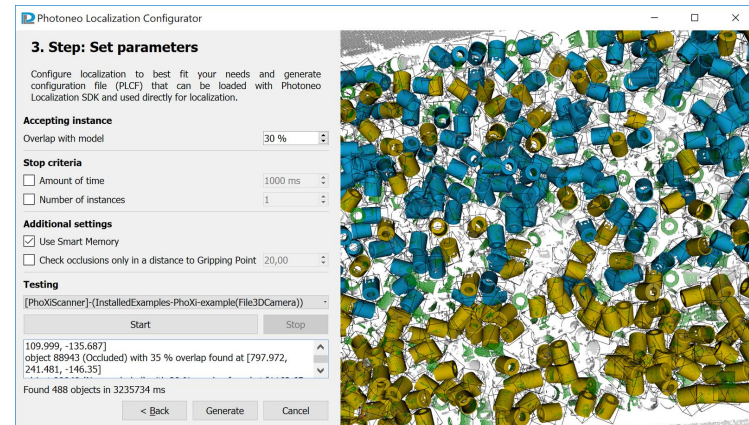 Photoneo Localization Configurator
3. Step: Set parameters
Configure localization to best fit your needs and generate
configuration file (PLCF) that can be loaded with Photoneo
Localization SDK and used directly for localization.
Accepting instance
Overlap with model 30 %
Stop criteria
Amount of time 1000 ms
Number of instances 1
Additional settings
Use Smart Memory
Check occlusions only in a distance to Gripping Point 20,00
Testing
[PhoXiScanner]-(InstalledExamples-PhoXi-example(File3DCamera))
Start Stop
109.999, -135.687]
object 88943 (Occluded) with 35 % overlap found at [797.972,
241.481, -146.35]
Found 488 objects in 3235734 ms
< Back Generate Cancel